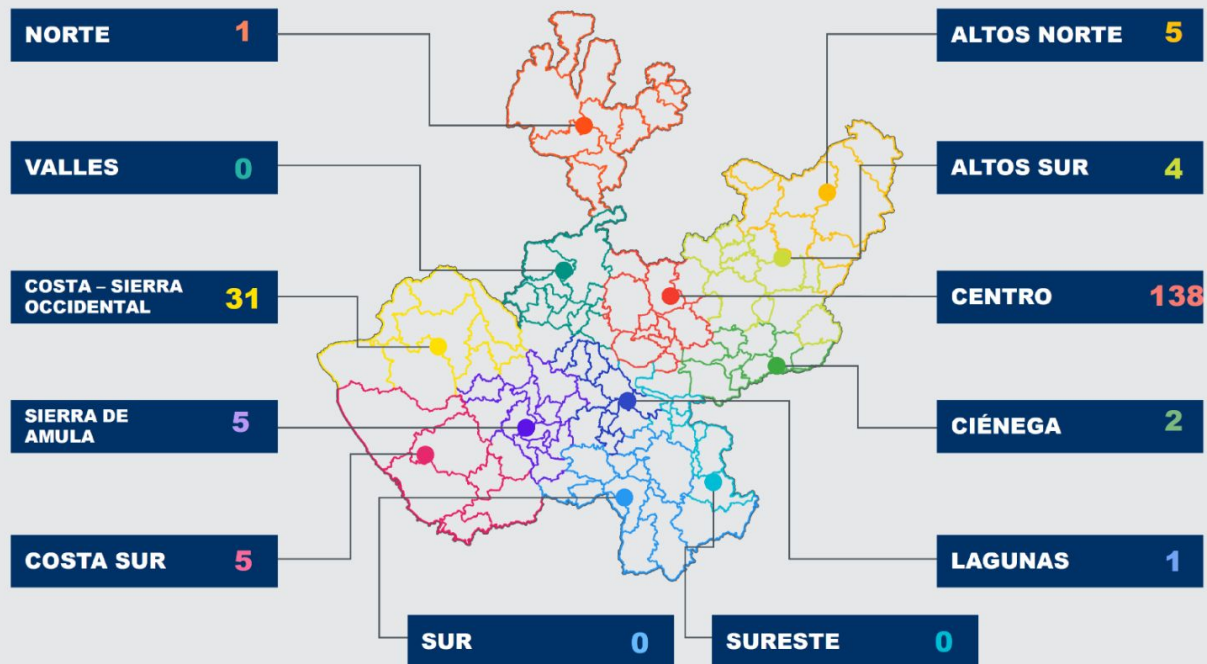 NORTE 1
ALTOS NORTE 5
VALLES 0
ALTOS SUR 4
COSTA – SIERRA
OCCIDENTAL 31
CENTRO 138
SIERRA DE
AMULA 5
CIÉNEGA 2
COSTA SUR 5
LAGUNAS 1
SUR 0
SURESTE 0